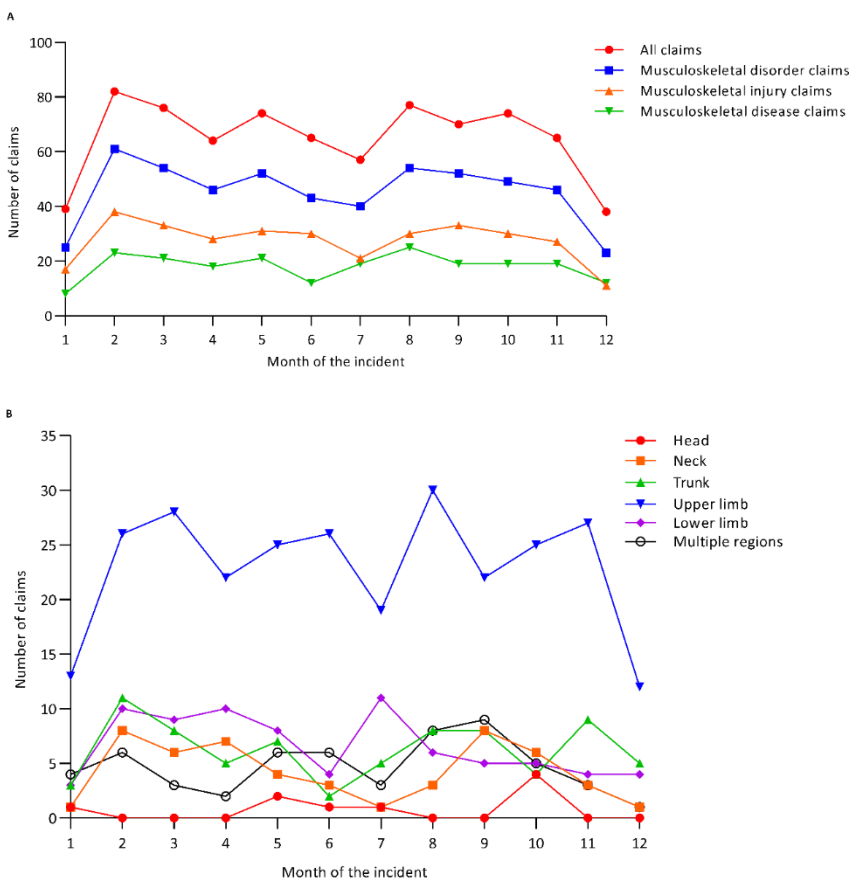 A
100
80
60
40
20
0
Number of claims
1 2 3 4 5 6 7 8 9 10 11 12
Month of the incident
All claims
Musculoskeletal disorder claims
Musculoskeletal injury claims
Musculoskeletal disease claims
B
35
30
25
20
15
10
5
0
Number of claims
1 2 3 4 5 6 7 8 9 10 11 12
Month of the incident
Head
Neck
Trunk
Upper limb
Lower limb
Multiple regions